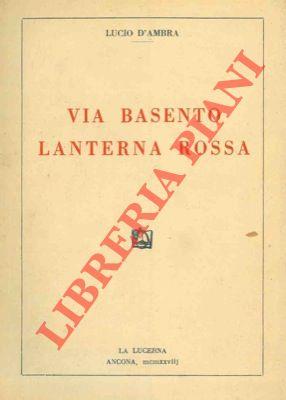 LUCIO D'AMBRA
VIA BASENTO
LANTERNA ROSSA
LIBRERIA PIANI
LA LUCERNA
ANCONA, mcmxxviij